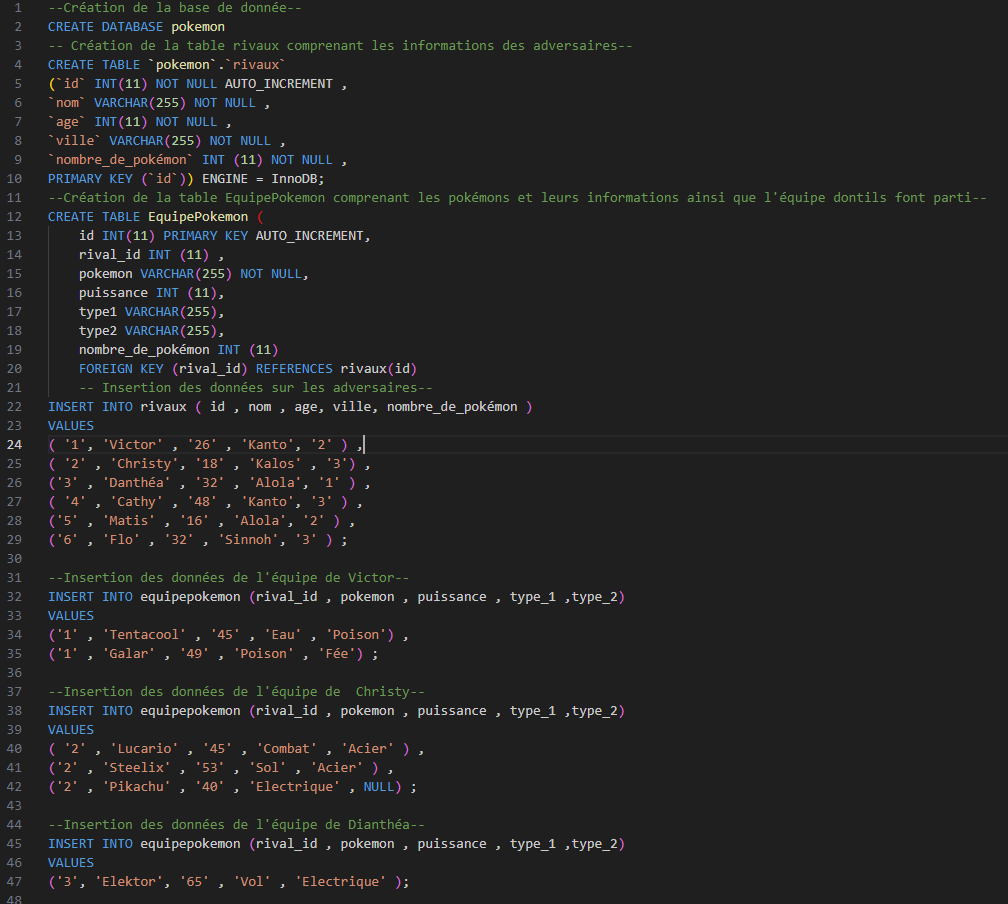 1 --Création de la base de donnée--
2 CREATE DATABASE pokemon
3 -- Création de la table rivaux comprenant les informations des adversaires--
4 CREATE TABLE `pokemon`.`rivaux`
5 (`id` INT(11) NOT NULL AUTO_INCREMENT ,
6 `nom` VARCHAR(255) NOT NULL ,
7 `age` INT(11) NOT NULL ,
8 `ville` VARCHAR(255) NOT NULL ,
9 `nombre_de_pokémon` INT (11) NOT NULL ,
10 PRIMARY KEY (`id`)) ENGINE = InnoDB;
11 --Création de la table EquipePokemon comprenant les pokémons et leurs informations ainsi que l'équipe dontils font parti--
12 CREATE TABLE EquipePokemon (
13 id INT(11) PRIMARY KEY AUTO_INCREMENT,
14 rival_id INT (11) ,
15 pokemon VARCHAR(255) NOT NULL,
16 puissance INT (11),
17 type1 VARCHAR(255),
18 type2 VARCHAR(255),
19 nombre_de_pokémon INT (11)
20 FOREIGN KEY (rival_id) REFERENCES rivaux(id)
21 -- Insertion des données sur les adversaires--
22 INSERT INTO rivaux ( id , nom , age, ville, nombre_de_pokémon )
23 VALUES
24 ( '1', 'Victor' , '26' , 'Kanto', '2' ) ,
25 ( '2' , 'Christy', '18' , 'Kalos' , '3') ,
26 ('3' , 'Danthéa' , '32' , 'Alola', '1' ) ,
27 ( '4' , 'Cathy' , '48' , 'Kanto', '3' ) ,
28 ('5' , 'Matis' , '16' , 'Alola', '2' ) ,
29 ('6' , 'Flo' , '32' , 'Sinnoh', '3' ) ;
30
31 --Insertion des données de l'équipe de Victor--
32 INSERT INTO equipepokemon (rival_id , pokemon , puissance , type_1 ,type_2)
33 VALUES
34 ('1' , 'Tentacool' , '45' , 'Eau' , 'Poison') ,
35 ('1' , 'Galar' , '49' , 'Poison' , 'Fée') ;
36
37 --Insertion des données de l'équipe de  Christy--
38 INSERT INTO equipepokemon (rival_id , pokemon , puissance , type_1 ,type_2)
39 VALUES
40 ( '2' , 'Lucario' , '45' , 'Combat' , 'Acier' ) ,
41 ('2' , 'Steelix' , '53' , 'Sol' , 'Acier' ) ,
42 ('2' , 'Pikachu' , '40' , 'Electrique' , NULL) ;
43
44 --Insertion des données de l'équipe de Dianthéa--
45 INSERT INTO equipepokemon (rival_id , pokemon , puissance , type_1 ,type_2)
46 VALUES
47 ('3', 'Elektor', '65' , 'Vol' , 'Electrique' );
48